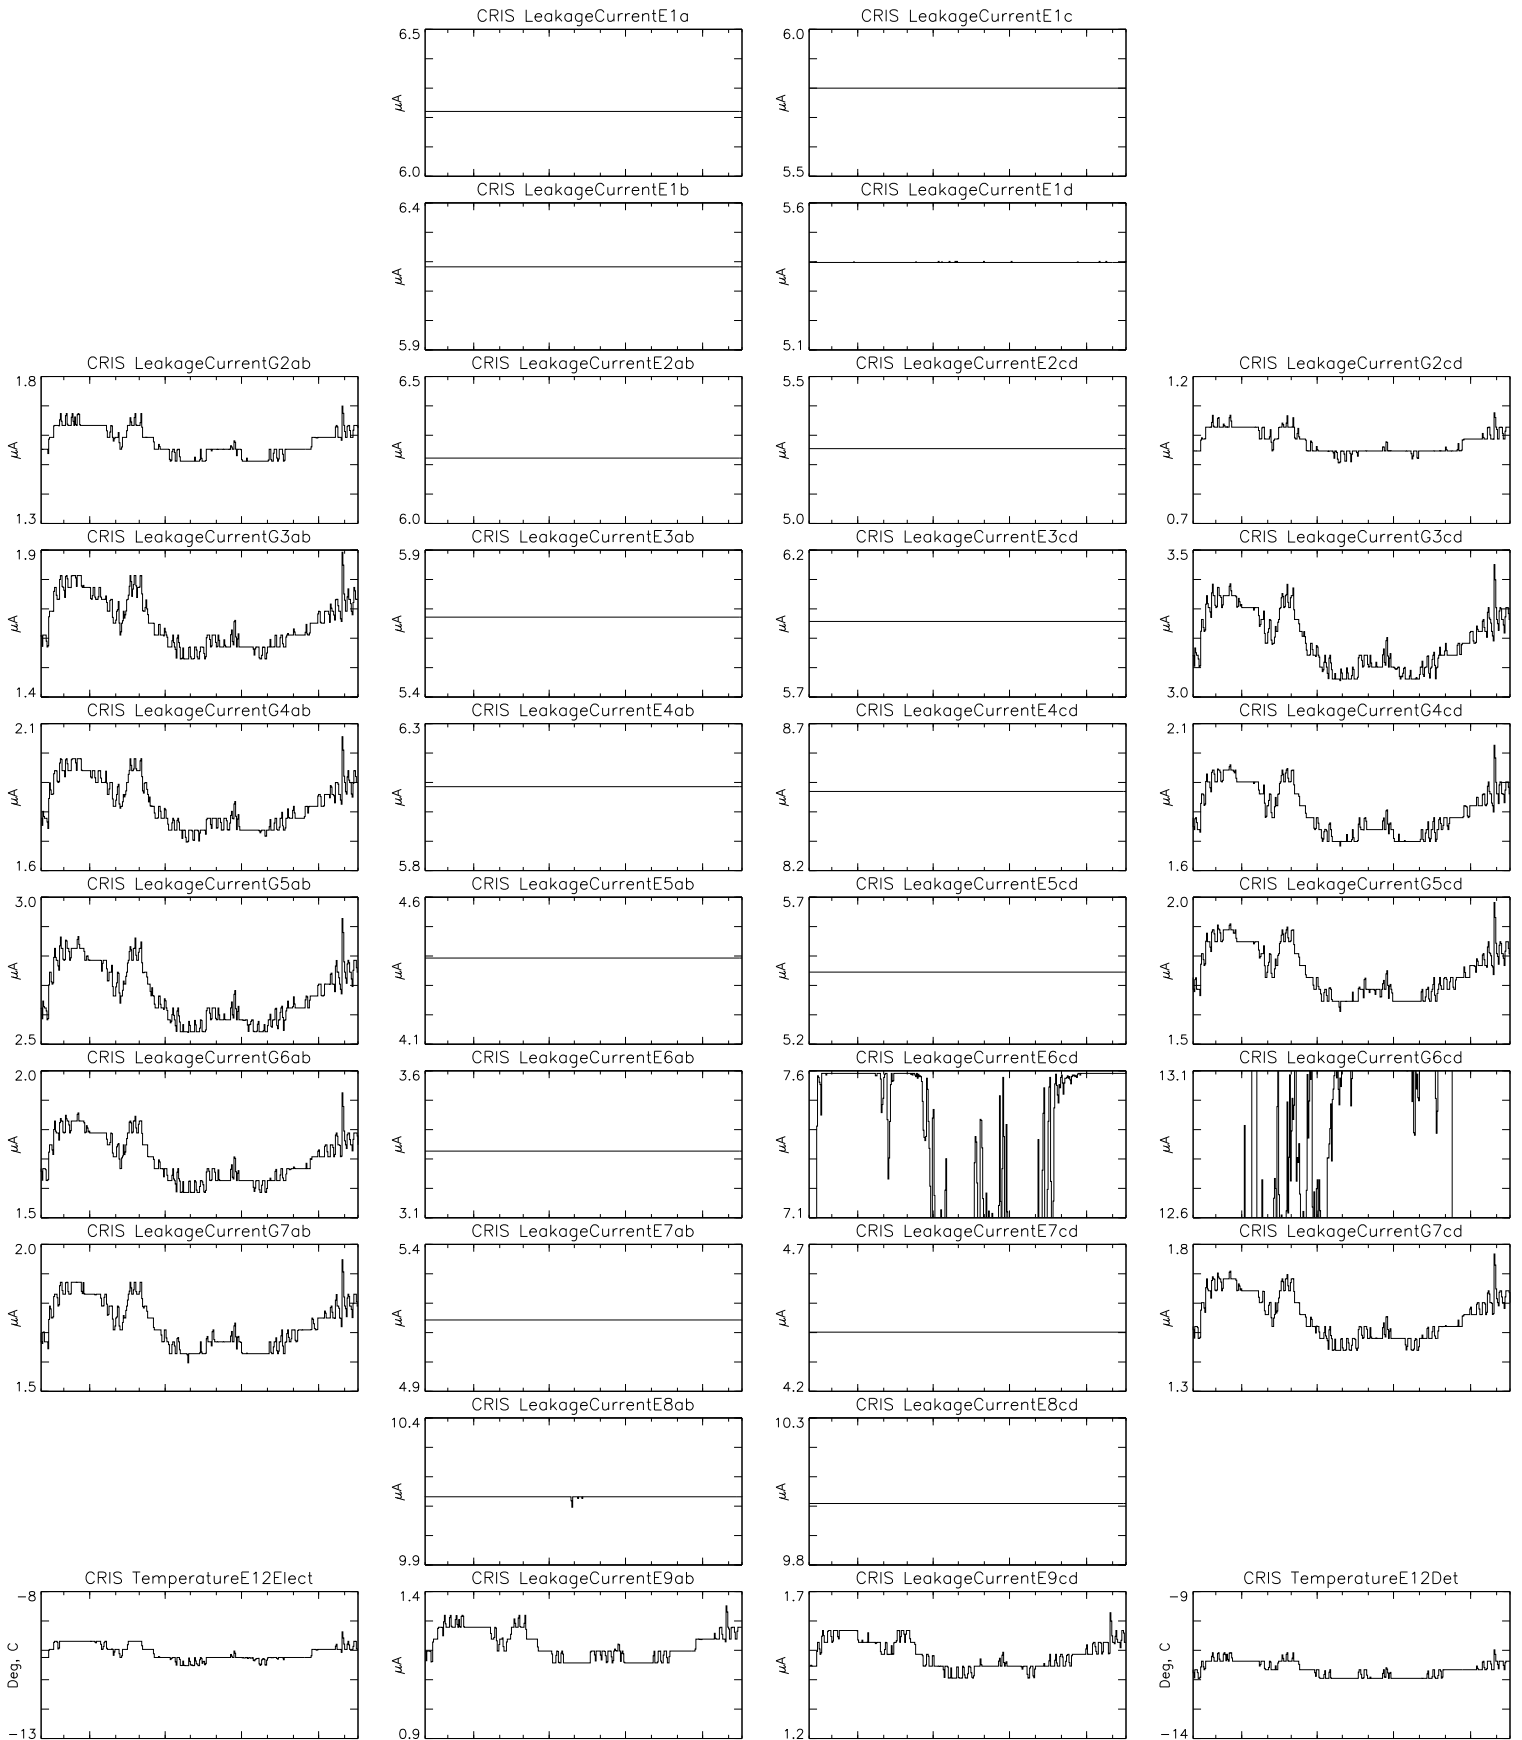 CRIS LeakageCurrentE1a
CRIS LeakageCurrentE1c
6.5
μA
6.0
6.0
μA
5.5
CRIS LeakageCurrentE1b
CRIS LeakageCurrentE1d
6.4
μA
5.9
5.6
μA
5.1
CRIS LeakageCurrentG2ab
CRIS LeakageCurrentE2ab
CRIS LeakageCurrentE2cd
CRIS LeakageCurrentG2cd
1.8
μA
1.3
6.5
μA
6.0
5.5
μA
5.0
1.2
μA
0.7
CRIS LeakageCurrentG3ab
CRIS LeakageCurrentE3ab
CRIS LeakageCurrentE3cd
CRIS LeakageCurrentG3cd
1.9
μA
1.4
5.9
μA
5.4
6.2
μA
5.7
3.5
μA
3.0
CRIS LeakageCurrentG4ab
CRIS LeakageCurrentE4ab
CRIS LeakageCurrentE4cd
CRIS LeakageCurrentG4cd
2.1
μA
1.6
6.3
μA
5.8
8.7
μA
8.2
2.1
μA
1.6
CRIS LeakageCurrentG5ab
CRIS LeakageCurrentE5ab
CRIS LeakageCurrentE5cd
CRIS LeakageCurrentG5cd
3.0
μA
2.5
4.6
μA
4.1
5.7
μA
5.2
2.0
μA
1.5
CRIS LeakageCurrentG6ab
CRIS LeakageCurrentE6ab
CRIS LeakageCurrentE6cd
CRIS LeakageCurrentG6cd
2.0
μA
1.5
3.6
μA
3.1
7.6
μA
7.1
13.1
μA
12.6
CRIS LeakageCurrentG7ab
CRIS LeakageCurrentE7ab
CRIS LeakageCurrentE7cd
CRIS LeakageCurrentG7cd
2.0
μA
1.5
5.4
μA
4.9
4.7
μA
4.2
1.8
μA
1.3
CRIS LeakageCurrentE8ab
CRIS LeakageCurrentE8cd
10.4
μA
9.9
10.3
μA
9.8
CRIS TemperatureE12Elect
CRIS LeakageCurrentE9ab
CRIS LeakageCurrentE9cd
CRIS TemperatureE12Det
-8
Deg, C
-13
1.4
μA
0.9
1.7
μA
1.2
-9
Deg, C
-14